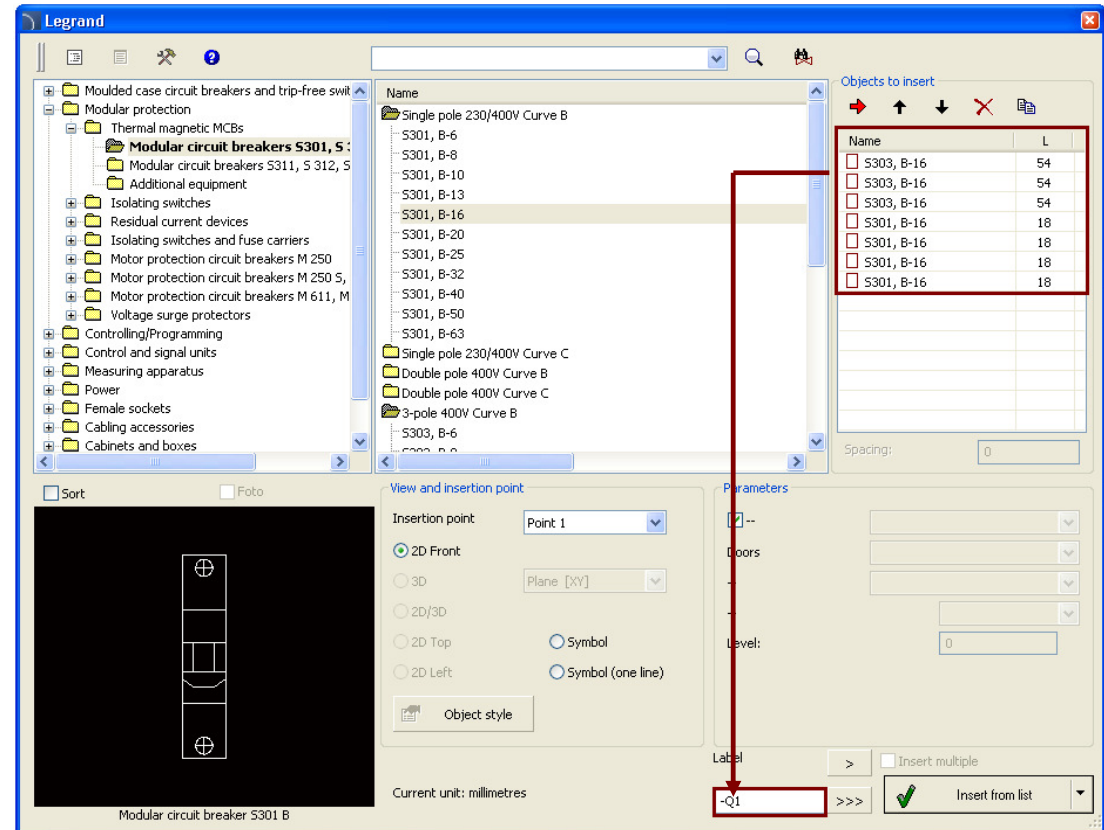 Legrand
Moulded case circuit breakers and trip-free swit
Modular protection
Thermal magnetic MCBs
Modular circuit breakers S301, S
Modular circuit breakers S311, S 312, S
Additional equipment
Isolating switches
Residual current devices
Isolating switches and fuse carriers
Motor protection circuit breakers M 250
Motor protection circuit breakers M 250 S,
Motor protection circuit breakers M 611, M
Voltage surge protectors
Controlling/Programming
Control and signal units
Measuring apparatus
Power
Female sockets
Cabling accessories
Cabinets and boxes
Name
Single pole 230/400V Curve B
S301, B-6
S301, B-8
S301, B-10
S301, B-13
S301, B-16
S301, B-20
S301, B-25
S301, B-32
S301, B-40
S301, B-50
S301, B-63
Single pole 230/400V Curve C
Double pole 400V Curve B
Double pole 400V Curve C
3-pole 400V Curve B
S303, B-6
Objects to insert
Name L
S303, B-16 54
S303, B-16 54
S303, B-16 54
S301, B-16 18
S301, B-16 18
S301, B-16 18
S301, B-16 18
Spacing: 0
Sort Foto
Modular circuit breaker S301 B
View and insertion point
Insertion point Point 1
2D Front
3D Plane [XY]
2D/3D
2D Top Symbol
2D Left Symbol (one line)
Object style
Current unit: millimetres
Parameters
--
Doors
--
--
Level: 0
Label > Insert multiple
-Q1 >>> Insert from list